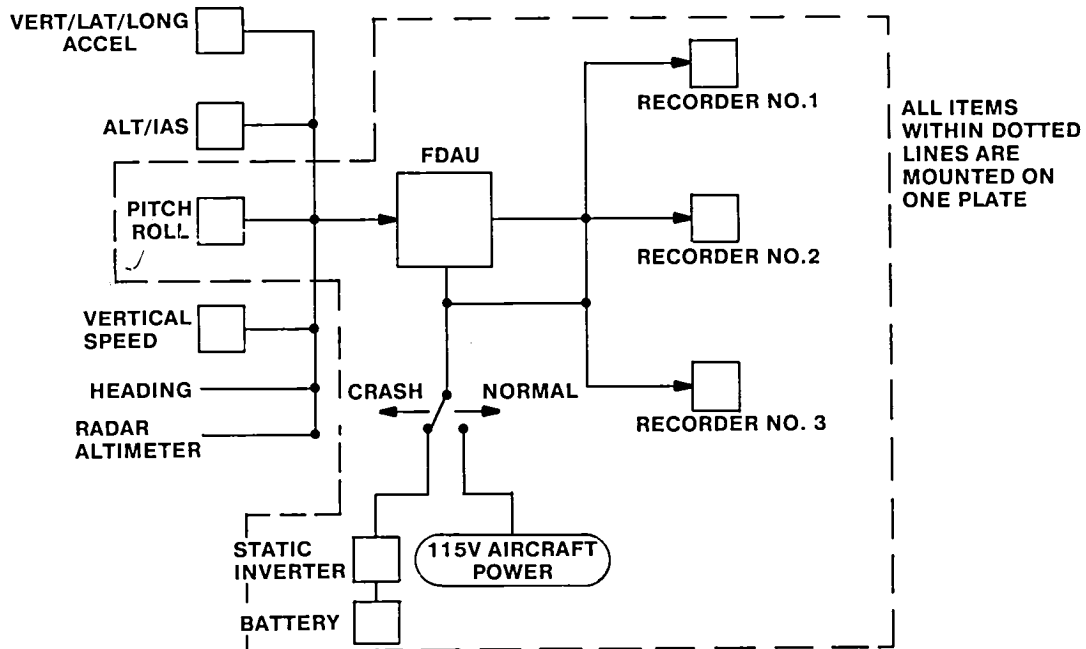 VERT/LAT/LONG
ACCEL
RECORDER NO.1
ALT/IAS
ALL ITEMS
WITHIN DOTTED
LINES ARE
MOUNTED ON
ONE PLATE
FDAU
PITCH
ROLL
RECORDER NO.2
VERTICAL
SPEED
HEADING
CRASH
NORMAL
RADAR
ALTIMETER
RECORDER NO. 3
STATIC
INVERTER
115V AIRCRAFT
POWER
BATTERY